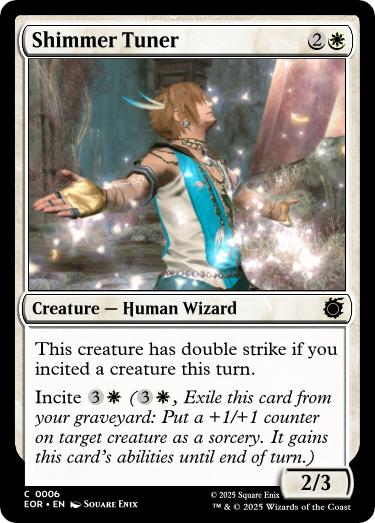 Shimmer Tuner 2
Creature — Human Wizard
This creature has double strike if you
incited a creature this turn.
Incite 3 (3, Exile this card from
your graveyard: Put a +1/+1 counter
on target creature as a sorcery. It gains
this card's abilities until end of turn.)
2/3
C 0006
EOR • EN SQUARE ENIX
© 2025 Square Enix
™ & © 2025 Wizards of the Coast